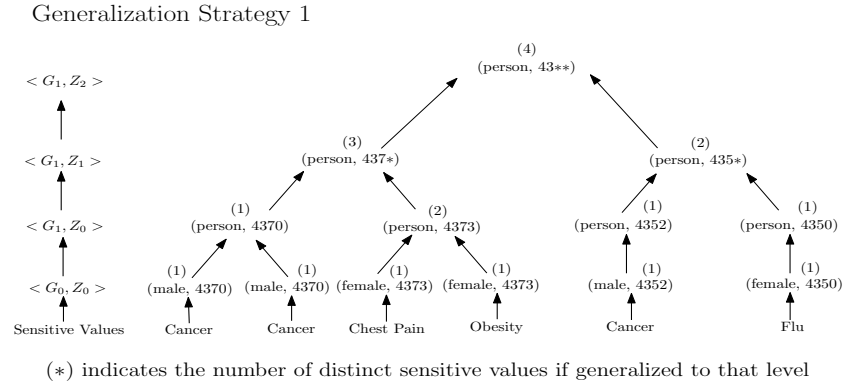 Generalization Strategy 1
(4)
< G₁, Z₂ >
(person, 43∗∗)
(3)
(2)
< G₁, Z₁ >
(person, 437∗)
(person, 435∗)
(1)
(2)
(1)
(1)
< G₁, Z₀ >
(person, 4370)
(person, 4373)
(person, 4352)
(person, 4350)
(1)
(1)
(1)
(1)
(1)
(1)
< G₀, Z₀ >
(male, 4370)
(male, 4370)
(female, 4373)
(female, 4373)
(male, 4352)
(female, 4350)
Sensitive Values
Cancer
Cancer
Chest Pain
Obesity
Cancer
Flu
(∗) indicates the number of distinct sensitive values if generalized to that level